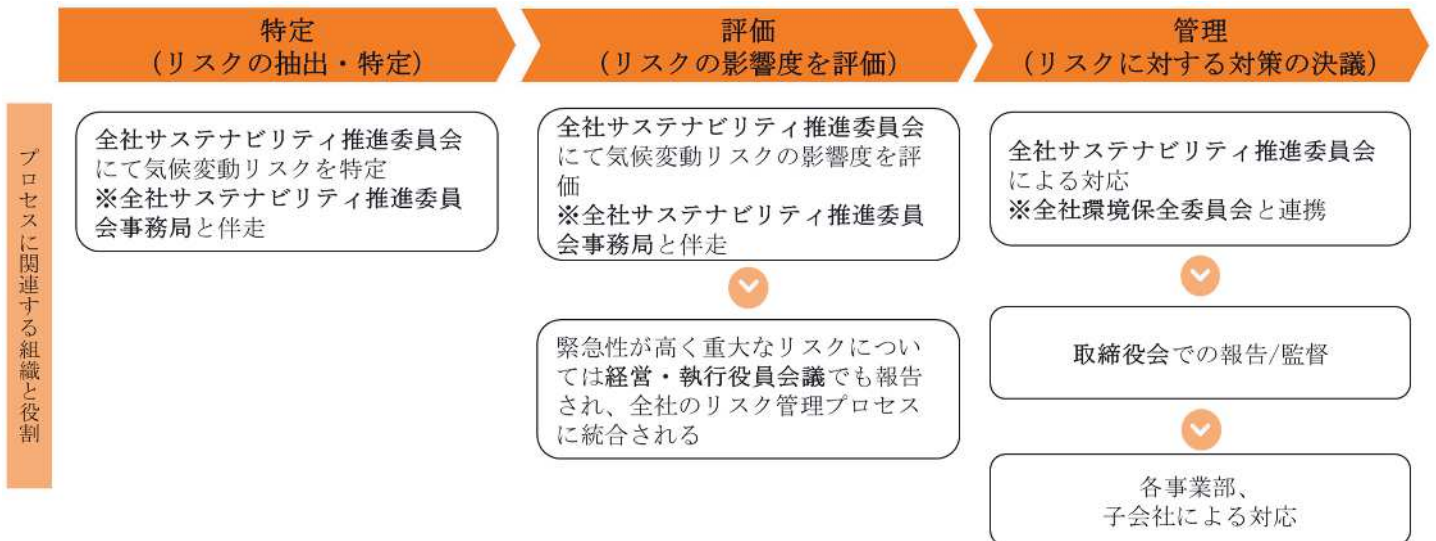 特定
(リスクの抽出・特定)
評価
(リスクの影響度を評価)
管理
(リスクに対する対策の決議)
プロセスに関連する組織と役割
全社サステナビリティ推進委員会
にて気候変動リスクを特定
※全社サステナビリティ推進委員
会事務局と伴走
全社サステナビリティ推進委員会
にて気候変動リスクの影響度を評
価
※全社サステナビリティ推進委員
会事務局と伴走
緊急性が高く重大なリスクについ
ては経営・執行役員会議でも報告
され、全社のリスク管理プロセス
に統合される
全社サステナビリティ推進委員会
による対応
※全社環境保全委員会と連携
取締役会での報告/監督
各事業部、
子会社による対応